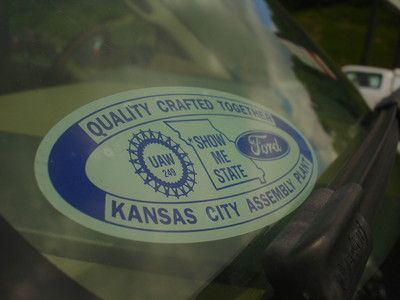 QUALITY CRAFTED TOGETHER
UAW
249
*SHOW
ME
STATE
Ford
KANSAS CITY ASSEMBLY PLANT